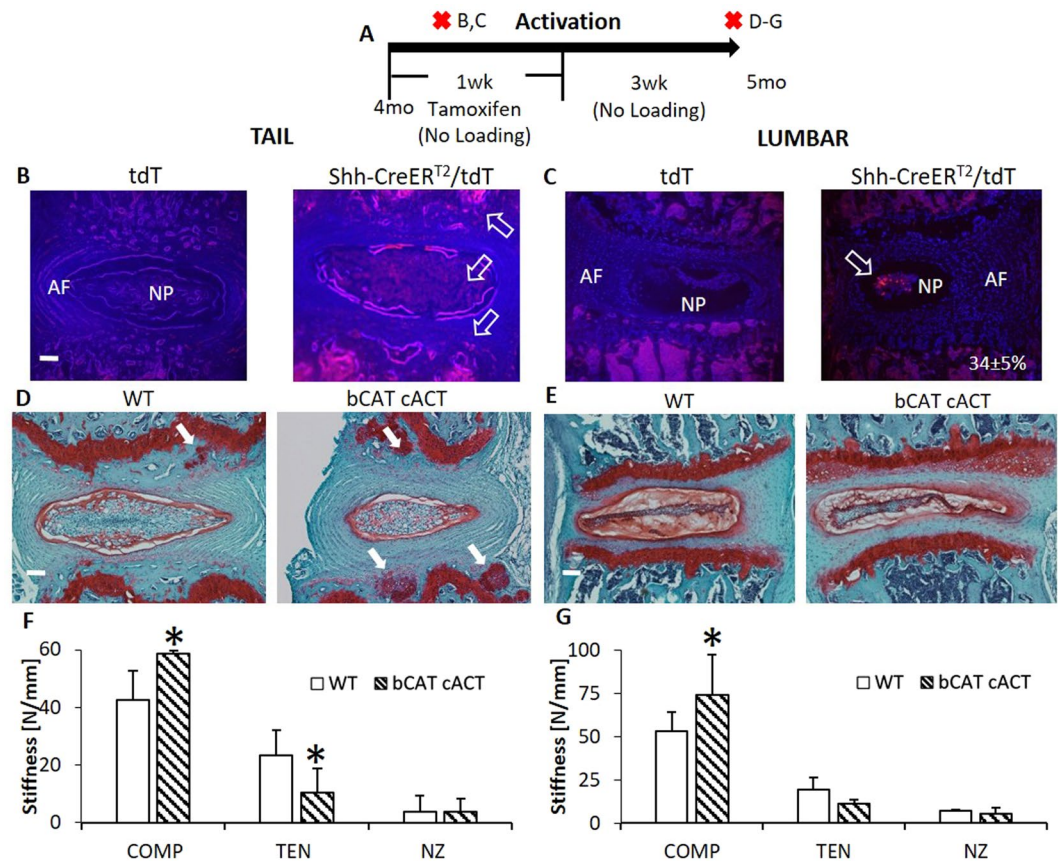 A
B,C
Activation
D-G
4mo
1wk
Tamoxifen
(No Loading)
3wk
(No Loading)
5mo
TAIL
LUMBAR
B
tdT
Shh-CreERᵀ²/tdT
C
tdT
Shh-CreERᵀ²/tdT
AF
NP
AF
NP
NP
AF
34±5%
D
WT
bCAT cACT
E
WT
bCAT cACT
F
Stiffness [N/mm]
60
40
20
0
*
*
WT
bCAT cACT
COMP
TEN
NZ
G
Stiffness [N/mm]
100
75
50
25
0
*
WT
bCAT cACT
COMP
TEN
NZ